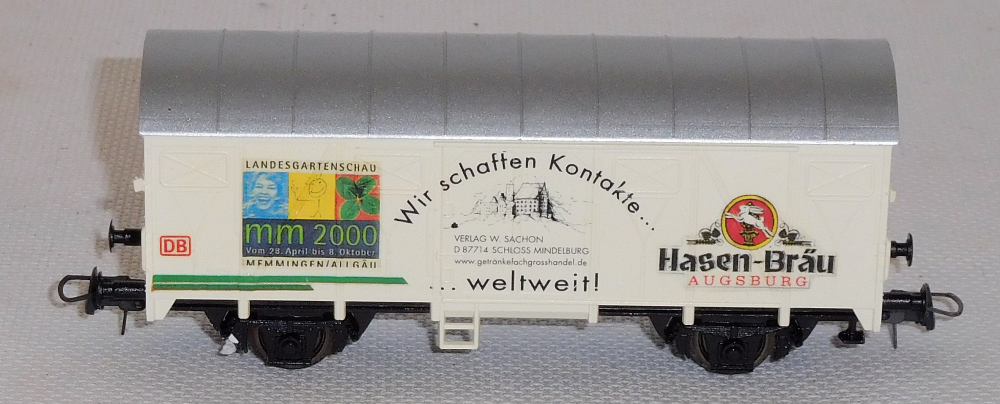 LANDESGARTENSCHAU
mm 2000
Vom 28. April bis 8. Oktober
MEMMINGEN/ALLGÄU
DB
Wir schaffen Kontakte...
VERLAG W. SACHON
D 87714 SCHLOSS MINDELBURG
www.getränkefachgrosshandel.de
... weltweit!
Hasen-Bräu
AUGSBURG